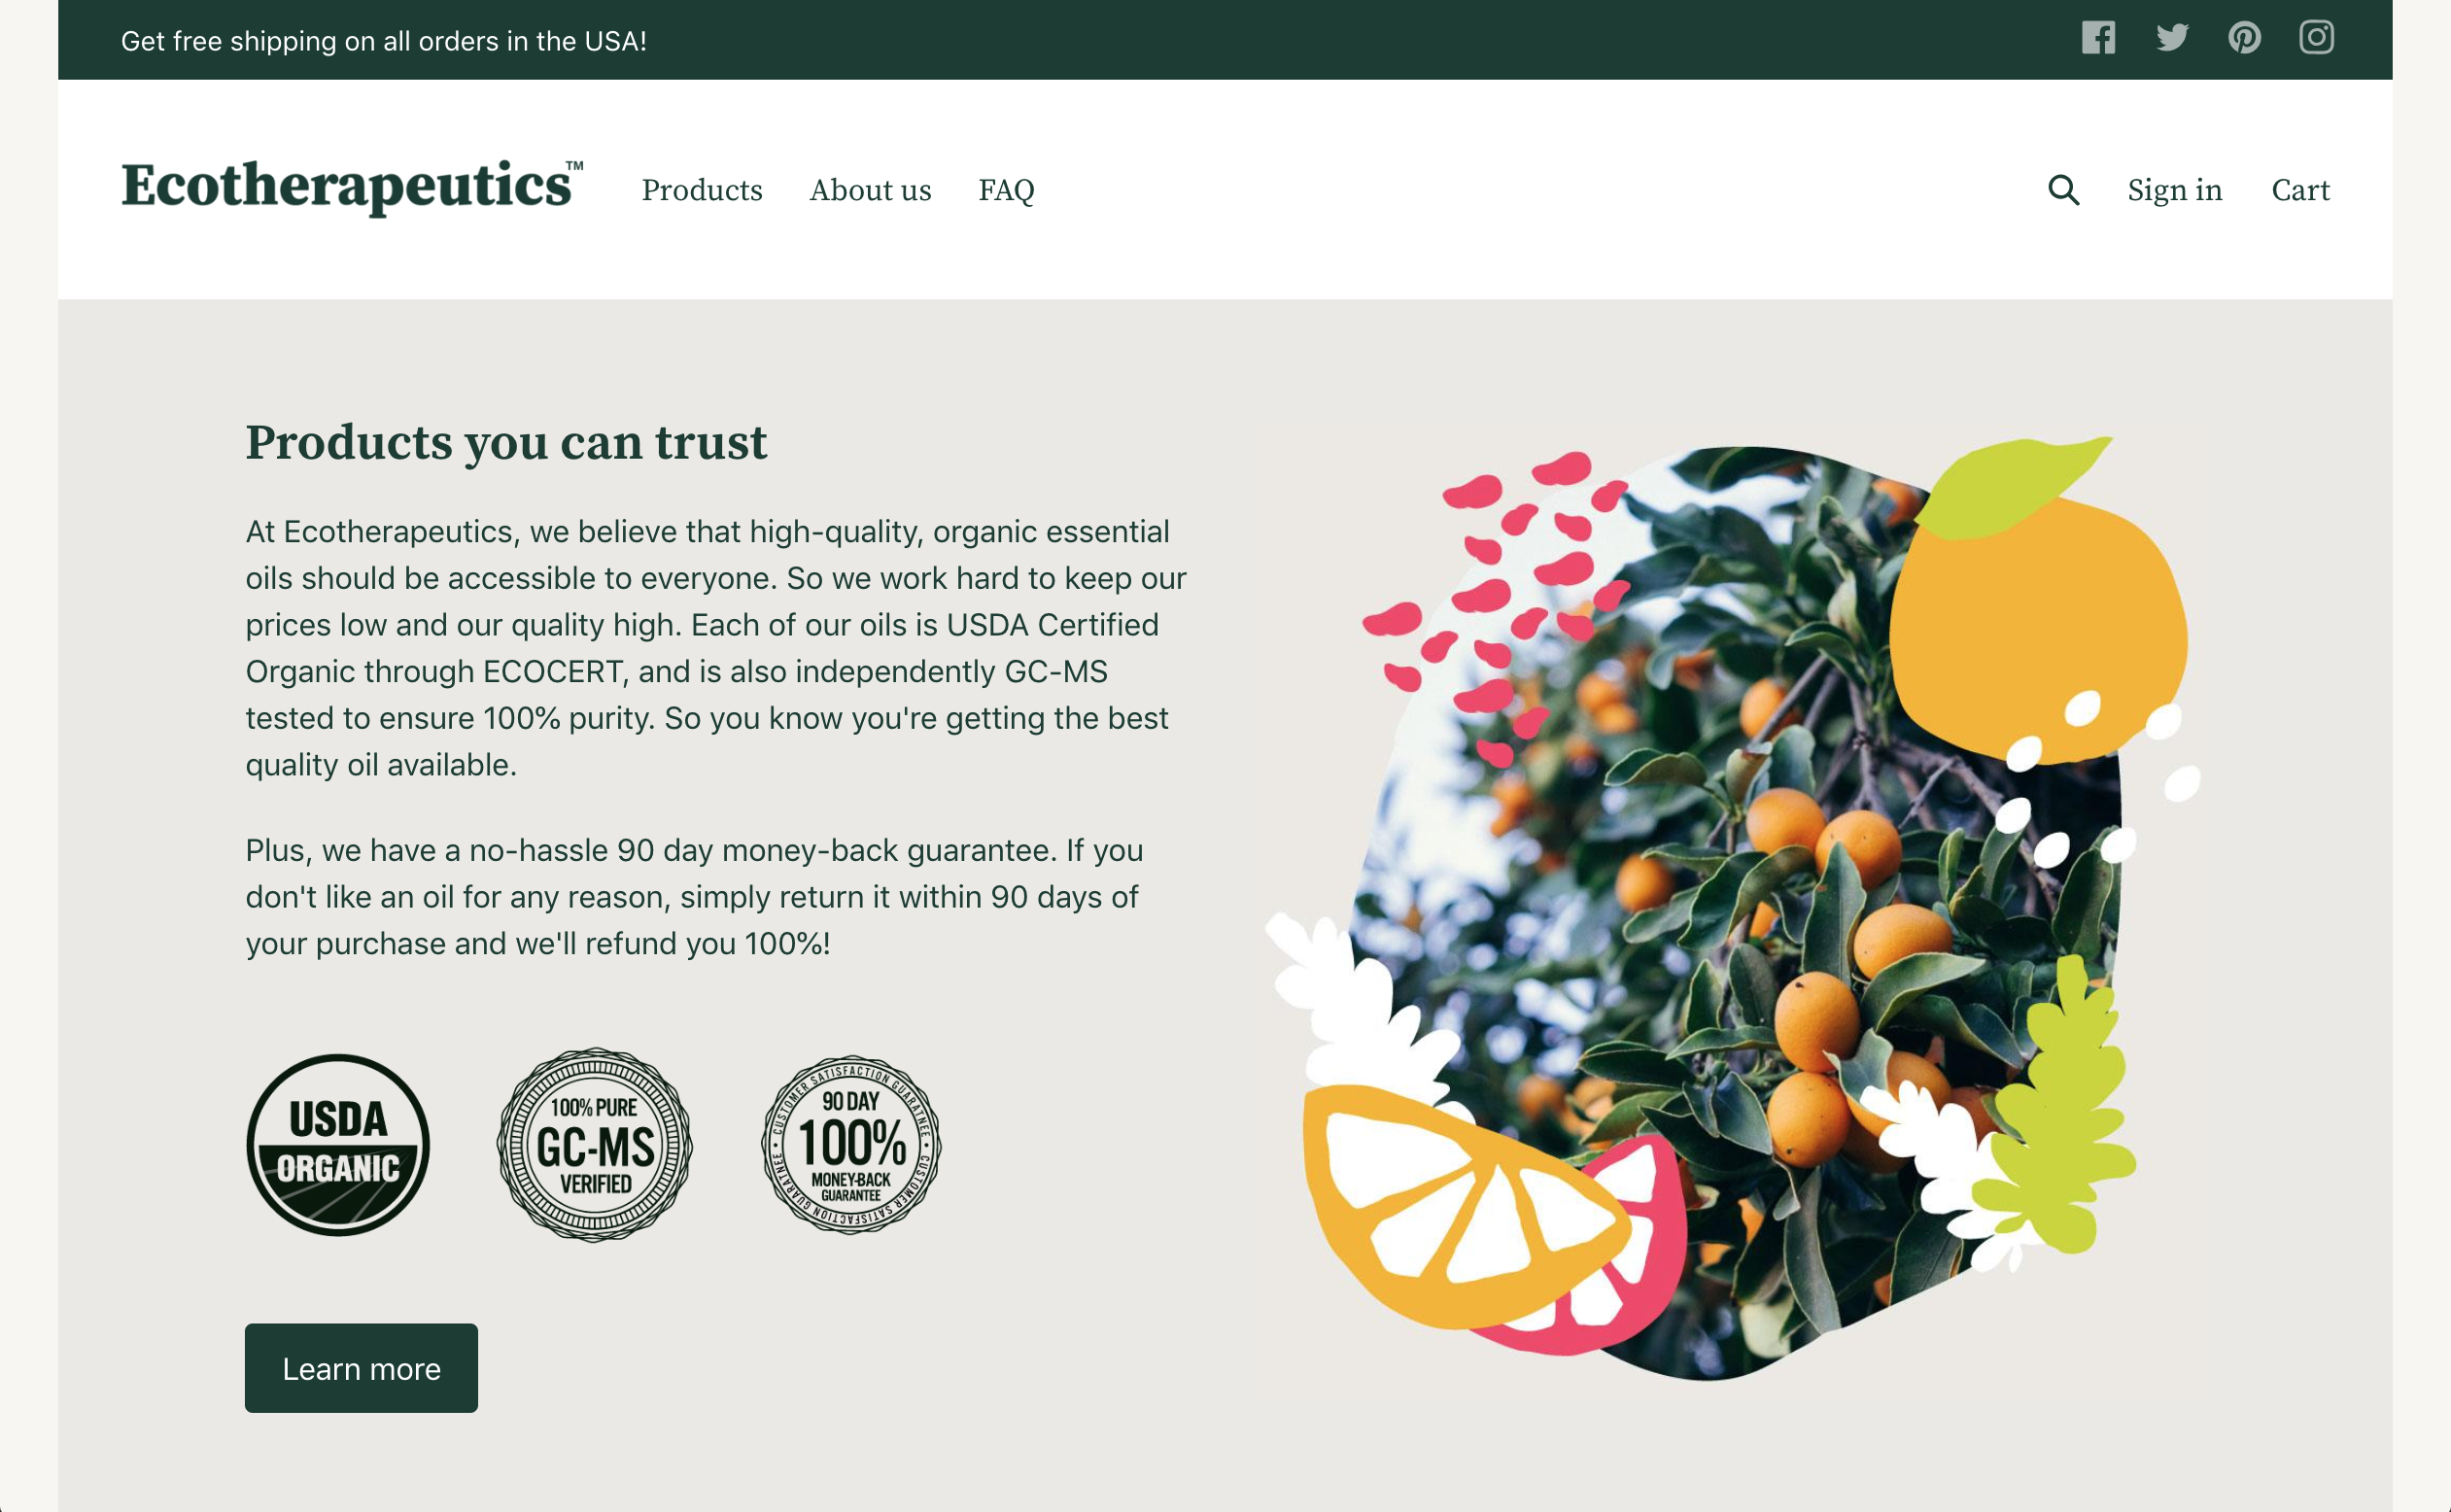 Get free shipping on all orders in the USA!
Ecotherapeutics™
Products About us FAQ
Sign in Cart
Products you can trust
At Ecotherapeutics, we believe that high-quality, organic essential
oils should be accessible to everyone. So we work hard to keep our
prices low and our quality high. Each of our oils is USDA Certified
Organic through ECOCERT, and is also independently GC-MS
tested to ensure 100% purity. So you know you're getting the best
quality oil available.
Plus, we have a no-hassle 90 day money-back guarantee. If you
don't like an oil for any reason, simply return it within 90 days of
your purchase and we'll refund you 100%!
USDA
ORGANIC
100% PURE
GC-MS
VERIFIED
CUSTOMER SATISFACTION GUARATNEE • CUSTOMER SATISFACTION GUARANTEE •
90 DAY
100%
MONEY-BACK
GUARANTEE
Learn more